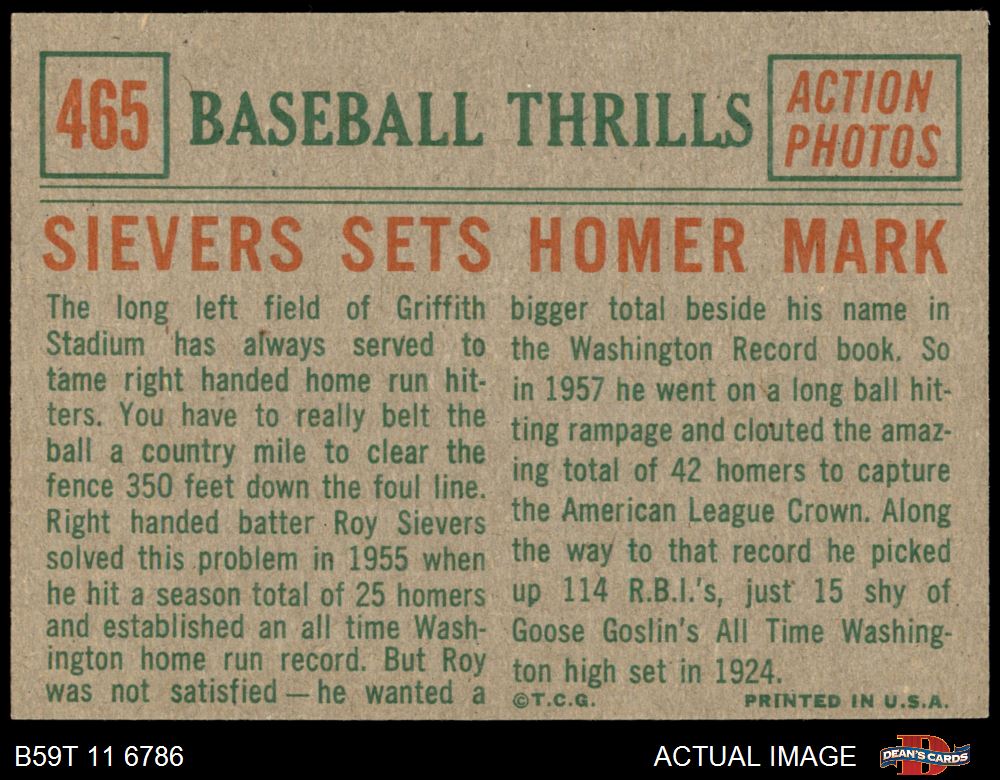 465
BASEBALL THRILLS
ACTION
PHOTOS
SIEVERS SETS HOMER MARK
The long left field of Griffith
Stadium has always served to
tame right handed home run hit-
ters. You have to really belt the
ball a country mile to clear the
fence 350 feet down the foul line.
Right handed batter Roy Sievers
solved this problem in 1955 when
he hit a season total of 25 homers
and established an all time Wash-
ington home run record. But Roy
was not satisfied — he wanted a
bigger total beside his name in
the Washington Record book. So
in 1957 he went on a long ball hit-
ting rampage and clouted the amaz-
ing total of 42 homers to capture
the American League Crown. Along
the way to that record he picked
up 114 R.B.I.'s, just 15 shy of
Goose Goslin's All Time Washing-
ton high set in 1924.
©T.C.G. PRINTED IN U.S.A.
B59T 11 6786
ACTUAL IMAGE
D
DEAN'S CARDS